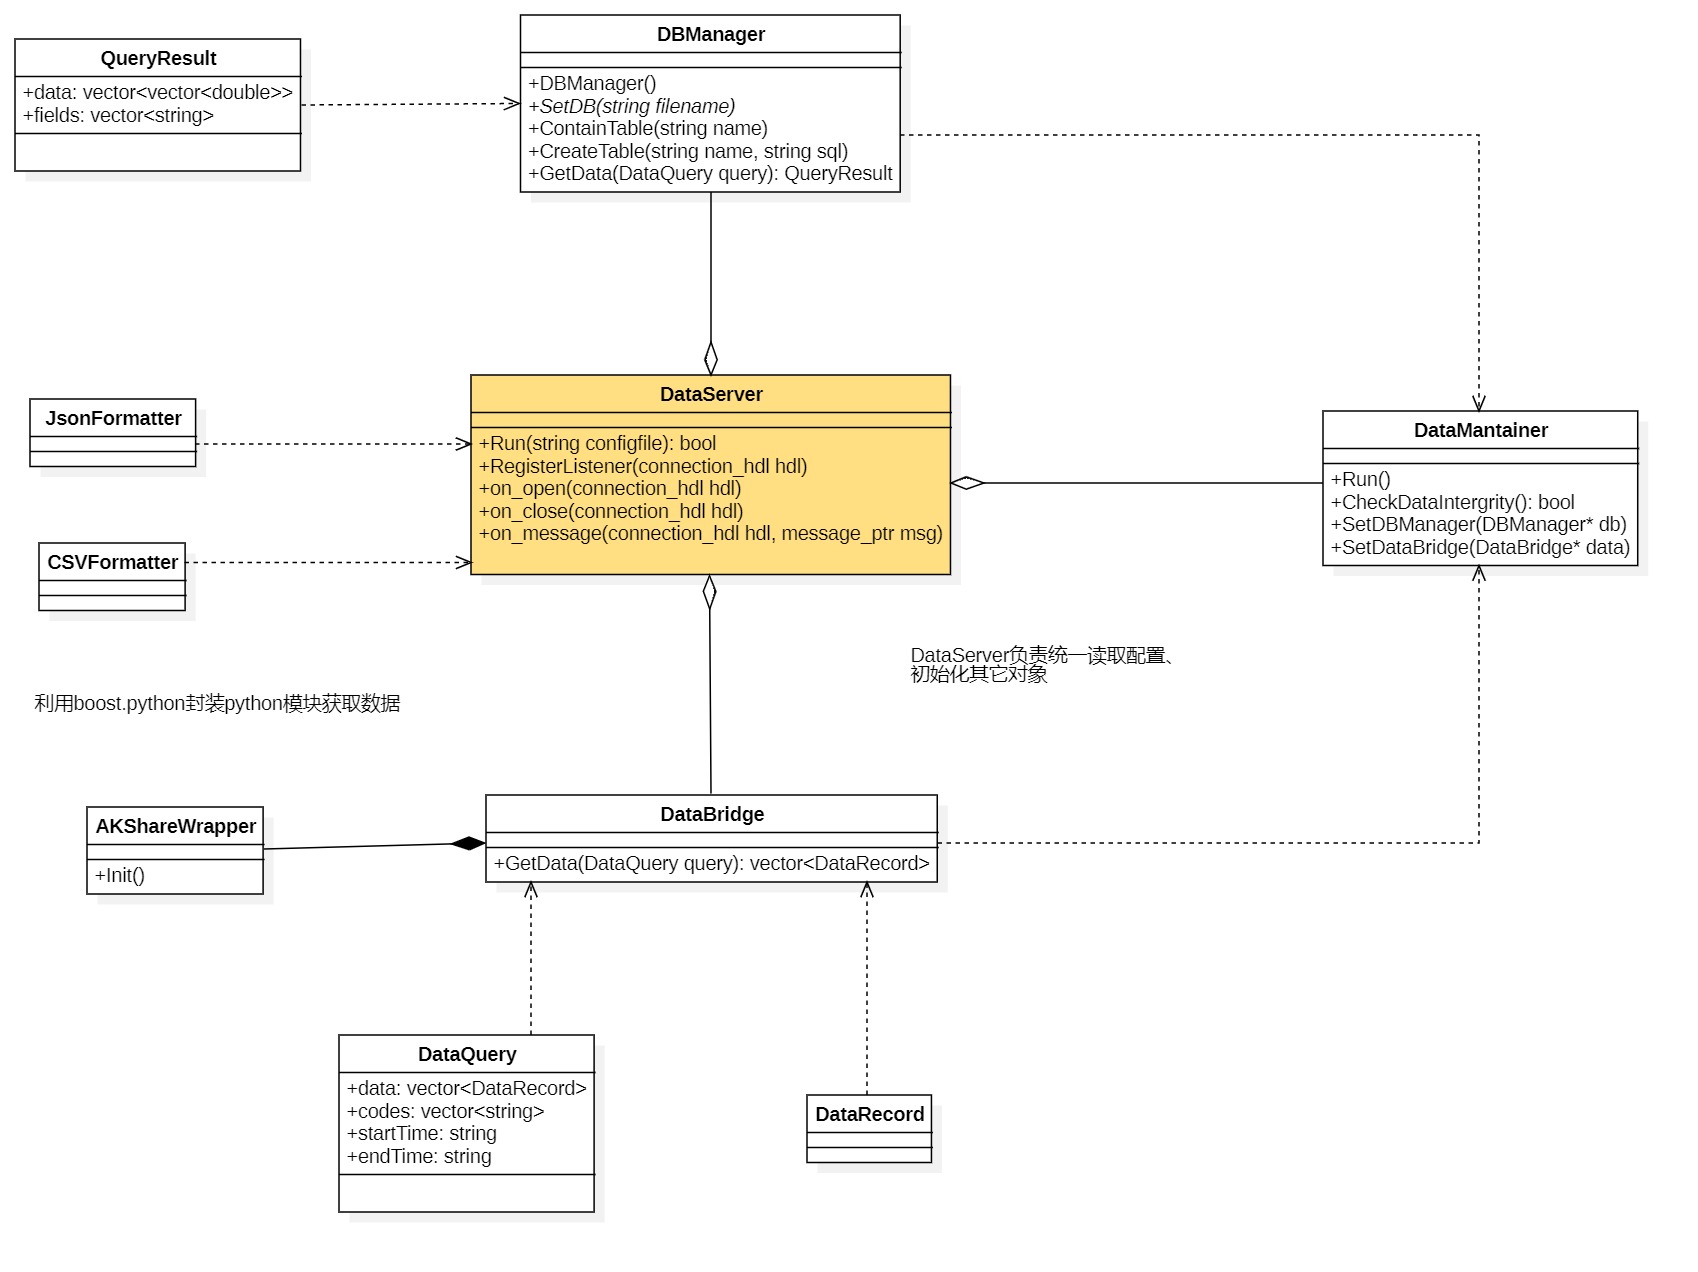 QueryResult
+data: vector<vector<double>>
+fields: vector<string>
DBManager
+DBManager()
+SetDB(string filename)
+ContainTable(string name)
+CreateTable(string name, string sql)
+GetData(DataQuery query): QueryResult
JsonFormatter
CSVFormatter
DataServer
+Run(string configfile): bool
+RegisterListener(connection_hdl hdl)
+on_open(connection_hdl hdl)
+on_close(connection_hdl hdl)
+on_message(connection_hdl hdl, message_ptr msg)
DataMantainer
+Run()
+CheckDataIntergrity(): bool
+SetDBManager(DBManager* db)
+SetDataBridge(DataBridge* data)
DataServer负责统一读取配置、
初始化其它对象
利用boost.python封装python模块获取数据
AKShareWrapper
+Init()
DataBridge
+GetData(DataQuery query): vector<DataRecord>
DataQuery
+data: vector<DataRecord>
+codes: vector<string>
+startTime: string
+endTime: string
DataRecord